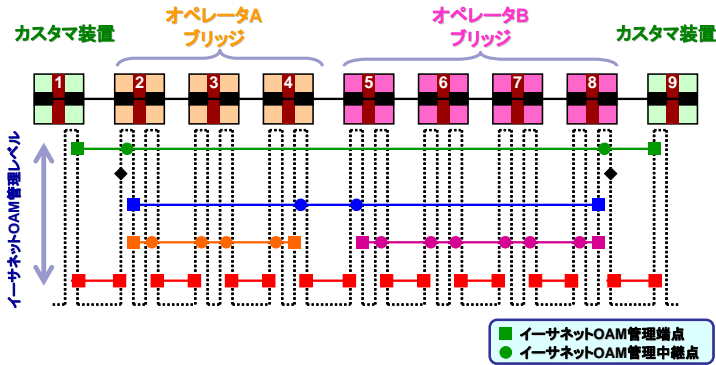 カスタマ装置
オペレータA
ブリッジ
オペレータB
ブリッジ
カスタマ装置
1
2
3
4
5
6
7
8
9
イーサネットOAM管理レベル
イーサネットOAM管理端点
イーサネットOAM管理中継点